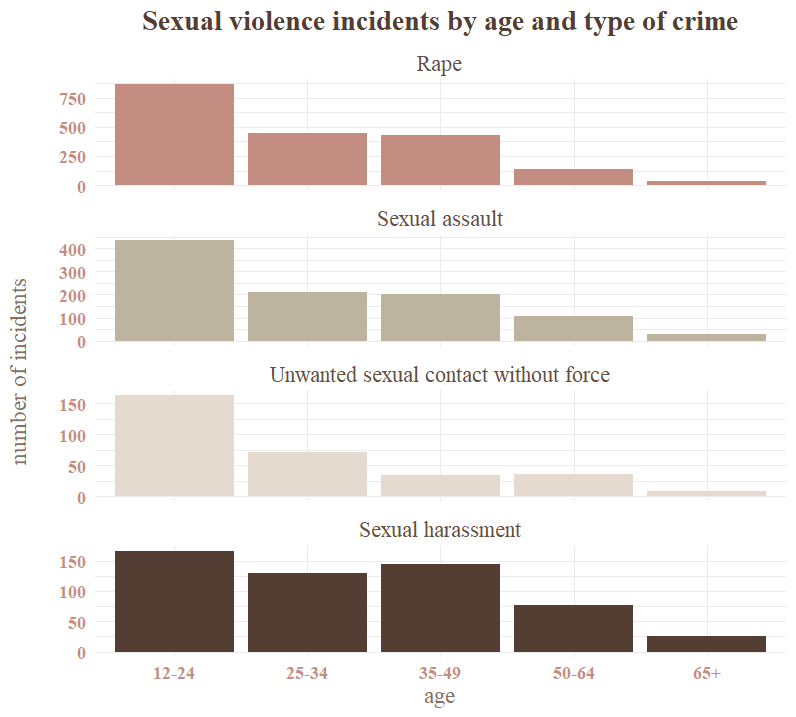 Sexual violence incidents by age and type of crime
Rape
750
500
250
0
Sexual assault
400
300
200
100
0
number of incidents
Unwanted sexual contact without force
150
100
50
0
Sexual harassment
150
100
50
0
12-24 25-34 35-49 50-64 65+
age